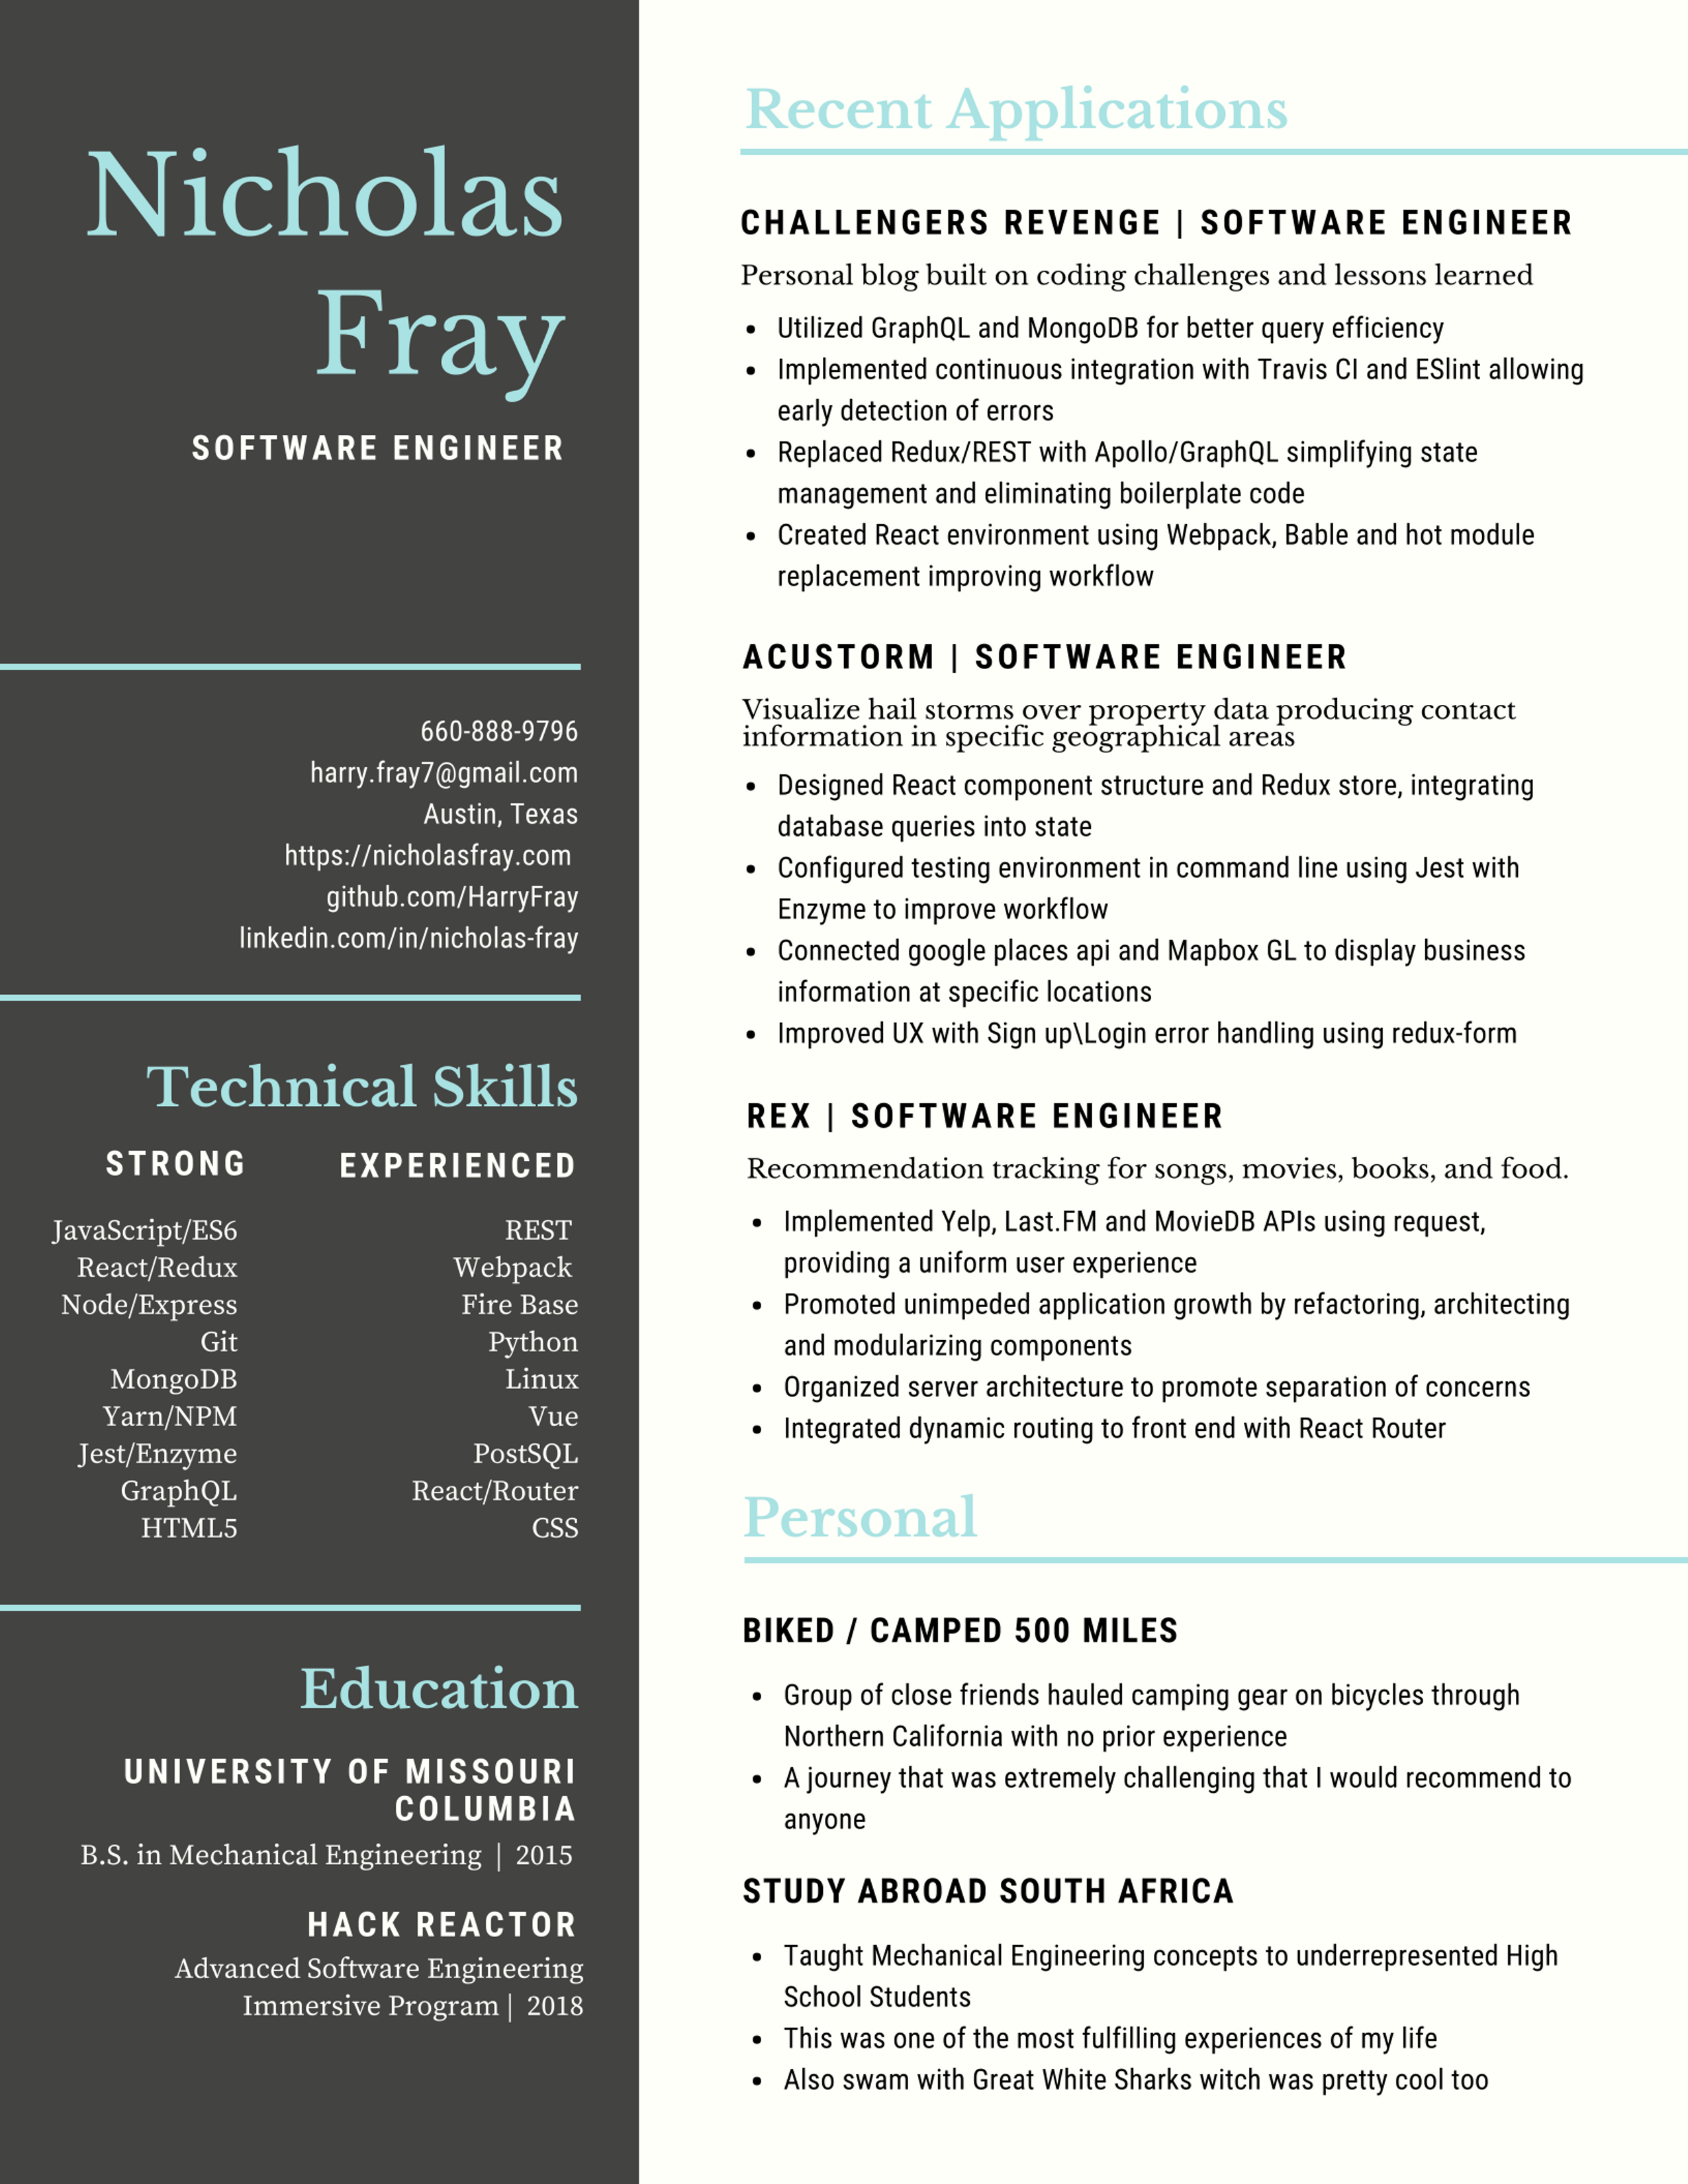 Nicholas
Fray
SOFTWARE ENGINEER
660-888-9796
harry.fray7@gmail.com
Austin, Texas
https://nicholasfray.com
github.com/HarryFray
linkedin.com/in/nicholas-fray
Technical Skills
STRONG
JavaScript/ES6
React/Redux
Node/Express
Git
MongoDB
Yarn/NPM
Jest/Enzyme
GraphQL
HTML5
EXPERIENCED
REST
Webpack
Fire Base
Python
Linux
Vue
PostSQL
React/Router
CSS
Education
UNIVERSITY OF MISSOURI
COLUMBIA
B.S. in Mechanical Engineering | 2015
HACK REACTOR
Advanced Software Engineering
Immersive Program | 2018
Recent Applications
CHALLENGERS REVENGE | SOFTWARE ENGINEER
Personal blog built on coding challenges and lessons learned
• Utilized GraphQL and MongoDB for better query efficiency
• Implemented continuous integration with Travis CI and ESlint allowing
early detection of errors
• Replaced Redux/REST with Apollo/GraphQL simplifying state
management and eliminating boilerplate code
• Created React environment using Webpack, Bable and hot module
replacement improving workflow
ACUSTORM | SOFTWARE ENGINEER
Visualize hail storms over property data producing contact
information in specific geographical areas
• Designed React component structure and Redux store, integrating
database queries into state
• Configured testing environment in command line using Jest with
Enzyme to improve workflow
• Connected google places api and Mapbox GL to display business
information at specific locations
• Improved UX with Sign up\Login error handling using redux-form
REX | SOFTWARE ENGINEER
Recommendation tracking for songs, movies, books, and food.
• Implemented Yelp, Last.FM and MovieDB APIs using request,
providing a uniform user experience
• Promoted unimpeded application growth by refactoring, architecting
and modularizing components
• Organized server architecture to promote separation of concerns
• Integrated dynamic routing to front end with React Router
Personal
BIKED / CAMPED 500 MILES
• Group of close friends hauled camping gear on bicycles through
Northern California with no prior experience
• A journey that was extremely challenging that I would recommend to
anyone
STUDY ABROAD SOUTH AFRICA
• Taught Mechanical Engineering concepts to underrepresented High
School Students
• This was one of the most fulfilling experiences of my life
• Also swam with Great White Sharks witch was pretty cool too